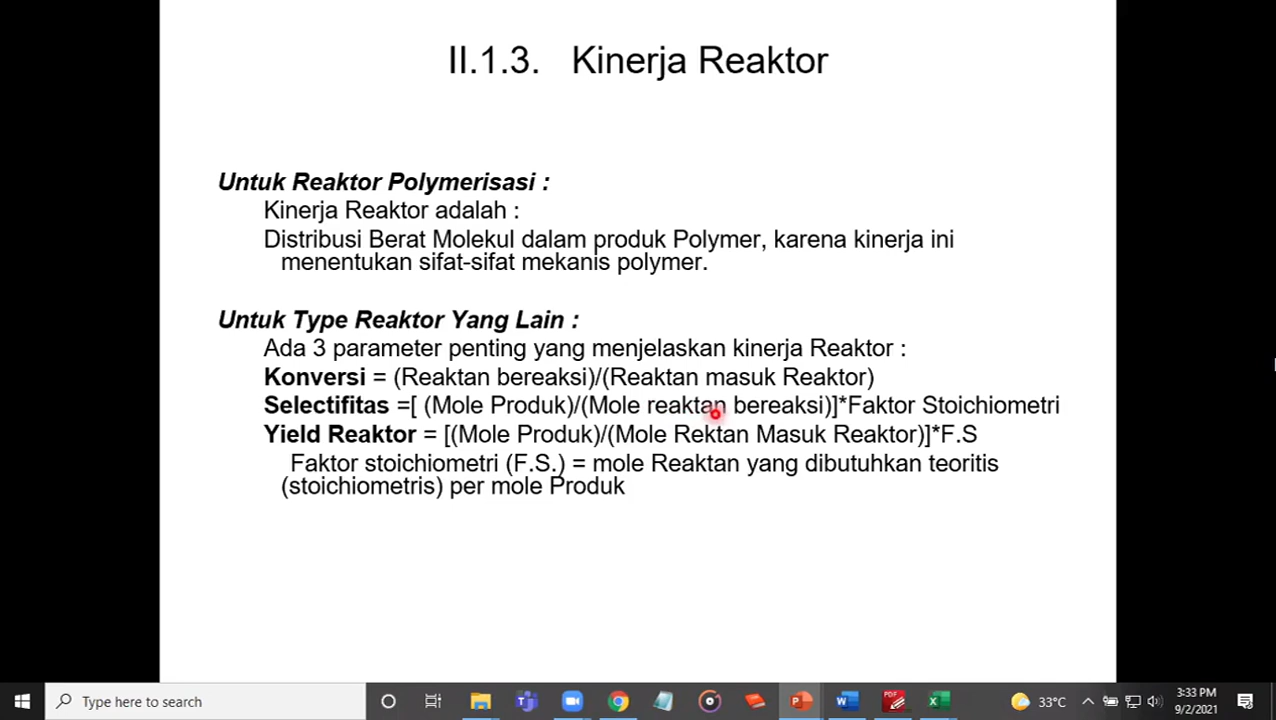 II.1.3. Kinerja Reaktor
Untuk Reaktor Polymerisasi :
Kinerja Reaktor adalah :
Distribusi Berat Molekul dalam produk Polymer, karena kinerja ini
menentukan sifat-sifat mekanis polymer.
Untuk Type Reaktor Yang Lain :
Ada 3 parameter penting yang menjelaskan kinerja Reaktor :
Konversi = (Reaktan bereaksi)/(Reaktan masuk Reaktor)
Selectifitas =[ (Mole Produk)/(Mole reaktan bereaksi)]*Faktor Stoichiometri
Yield Reaktor = [(Mole Produk)/(Mole Rektan Masuk Reaktor)]*F.S
Faktor stoichiometri (F.S.) = mole Reaktan yang dibutuhkan teoritis
(stoichiometris) per mole Produk
Type here to search
33°C
3:33 PM
9/2/2021